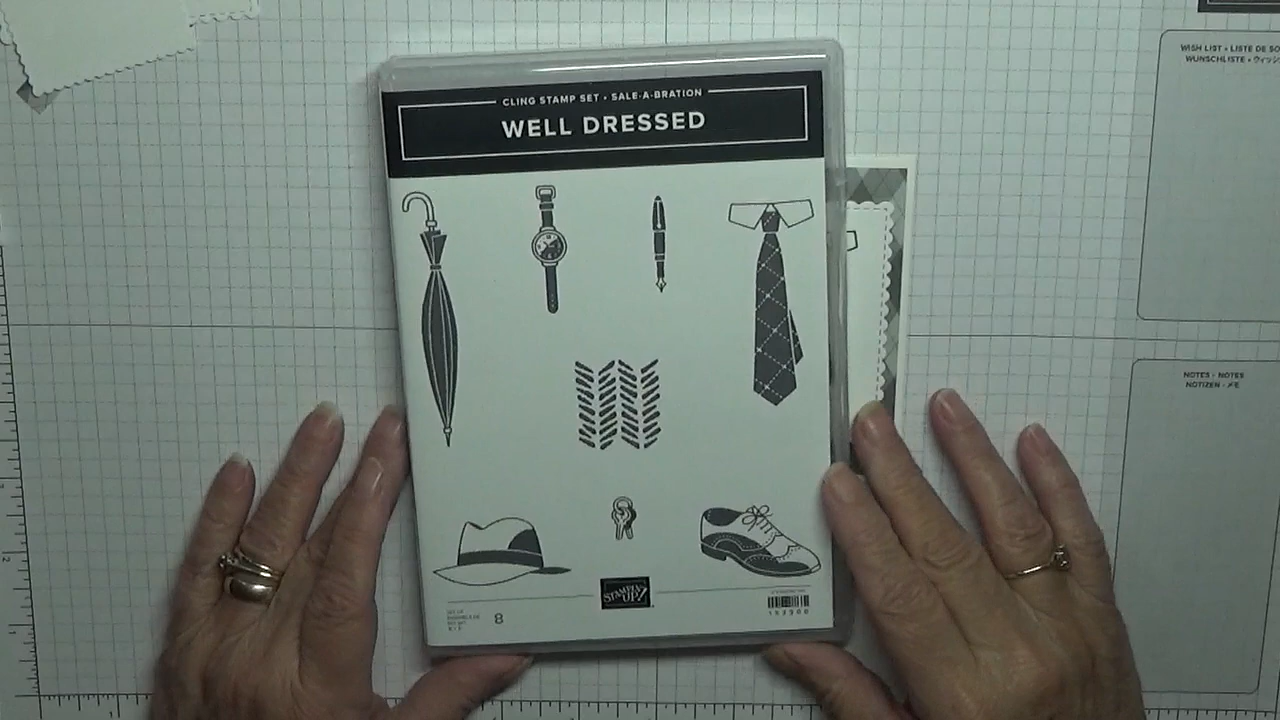 CLING STAMP SET • SALE-A-BRATION
WELL DRESSED
8
STAMPIN' UP!
WISH LIST • LISTE DE SO
WUNSCHLISTE • ウィッシ
NOTES • NOTES
NOTIZEN • メモ
2